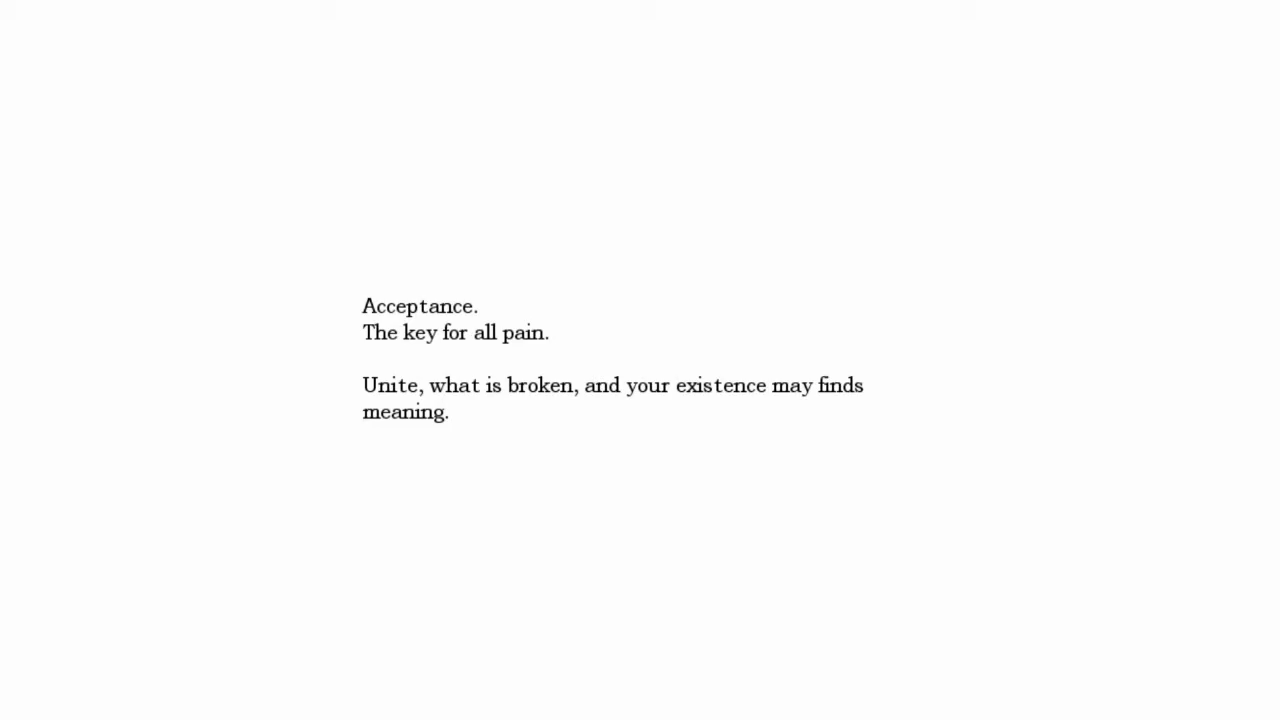 Acceptance.
The key for all pain.
Unite, what is broken, and your existence may finds
meaning.